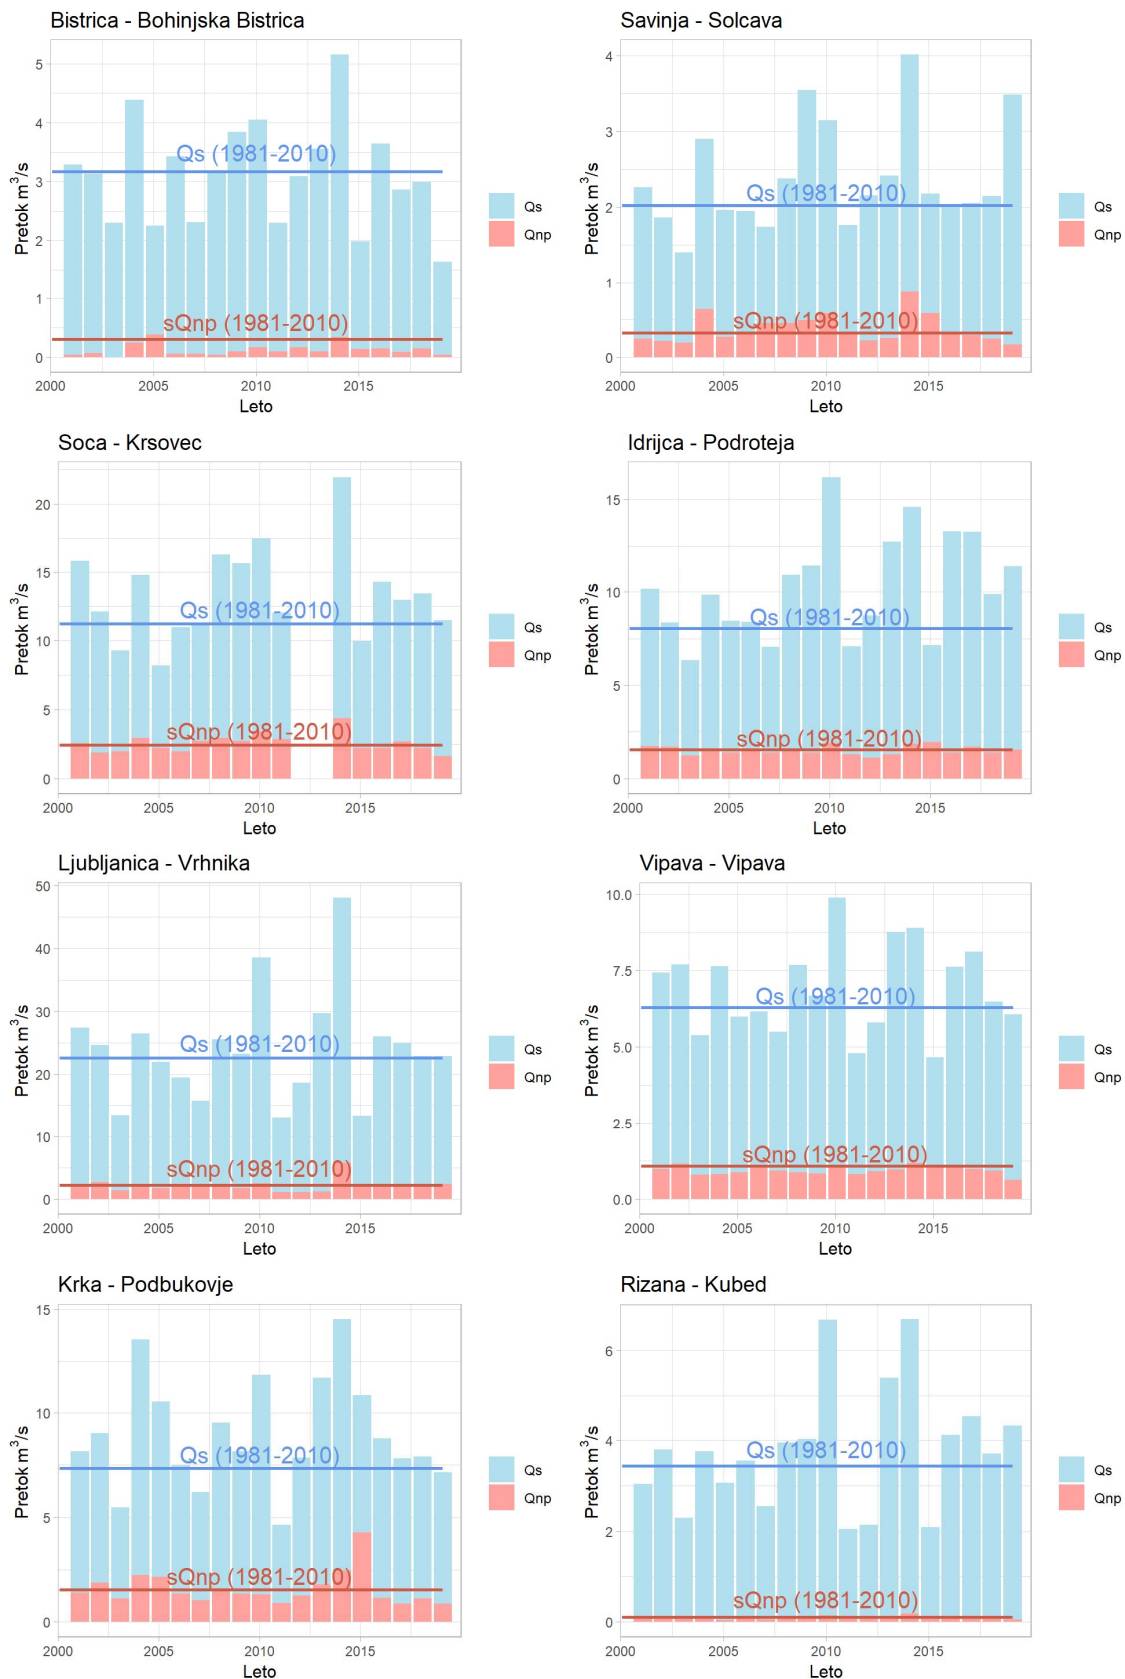 Bistrica - Bohinjska Bistrica
Pretok m³/s
5
4
3
2
1
0
Qs (1981-2010)
sQnp (1981-2010)
2000 2005 2010 2015
Leto
Qs
Qnp
Savinja - Solcava
Pretok m³/s
4
3
2
1
0
Qs (1981-2010)
sQnp (1981-2010)
2000 2005 2010 2015
Leto
Qs
Qnp
Soca - Krsovec
Pretok m³/s
20
15
10
5
0
Qs (1981-2010)
sQnp (1981-2010)
2000 2005 2010 2015
Leto
Qs
Qnp
Idrijca - Podroteja
Pretok m³/s
15
10
5
0
Qs (1981-2010)
sQnp (1981-2010)
2000 2005 2010 2015
Leto
Qs
Qnp
Ljubljanica - Vrhnika
Pretok m³/s
50
40
30
20
10
0
Qs (1981-2010)
sQnp (1981-2010)
2000 2005 2010 2015
Leto
Qs
Qnp
Vipava - Vipava
Pretok m³/s
10.0
7.5
5.0
2.5
0.0
Qs (1981-2010)
sQnp (1981-2010)
2000 2005 2010 2015
Leto
Qs
Qnp
Krka - Podbukovje
Pretok m³/s
15
10
5
0
Qs (1981-2010)
sQnp (1981-2010)
2000 2005 2010 2015
Leto
Qs
Qnp
Rizana - Kubed
Pretok m³/s
6
4
2
0
Qs (1981-2010)
sQnp (1981-2010)
2000 2005 2010 2015
Leto
Qs
Qnp